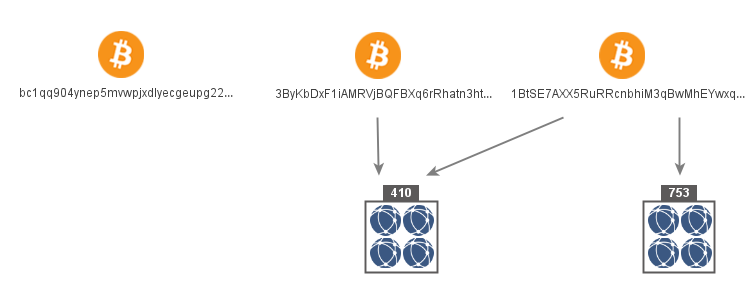 bc1qq904ynep5mvwpjxdlyecgeupg22...
3ByKbDxF1iAMRVjBQFBXq6rRhatn3ht...
1BtSE7AXX5RuRRcnbhiM3qBwMhEYwxq...
410
753